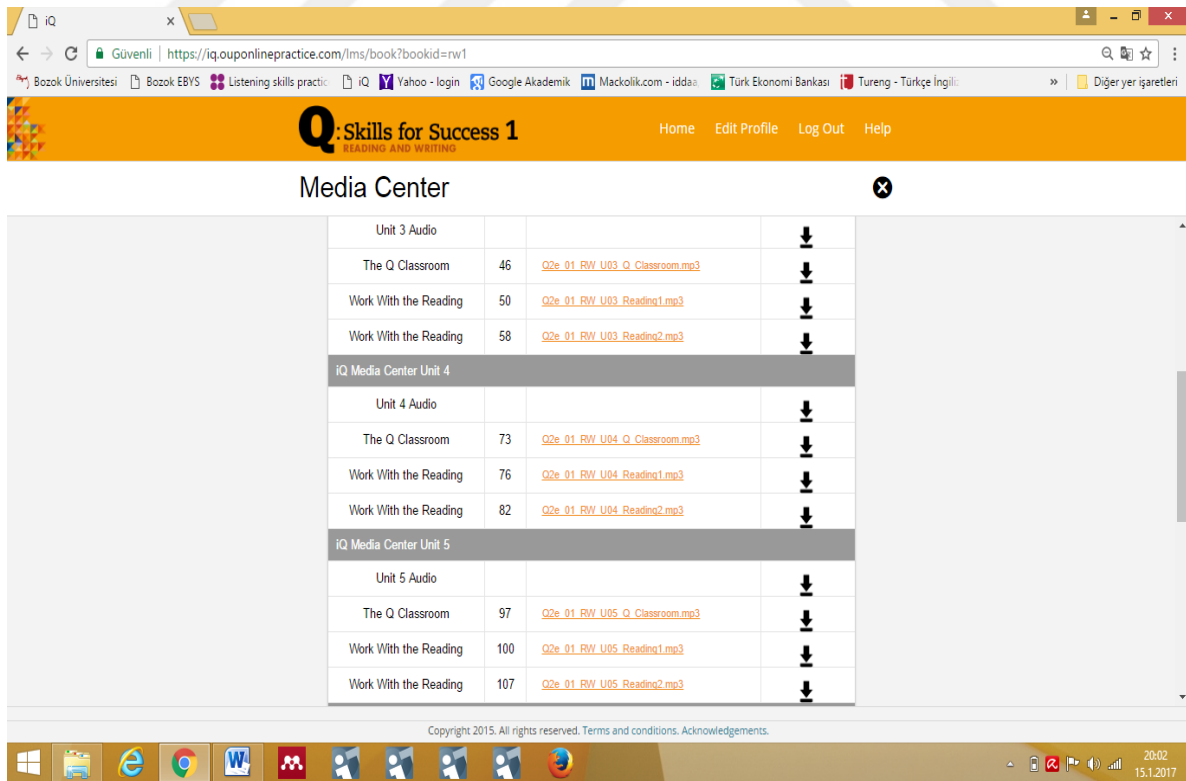 iQ
Güvenli | https://iq.ouponlinepractice.com/lms/book?bookid=rw1
Bozok Üniversitesi Bozok EBYS Listening skills practic iQ Yahoo - login Google Akademik Mackolik.com - iddaa Türk Ekonomi Bankası Tureng - Türkçe İngili » Diğer yer işaretleri
Q: Skills for Success 1 Home Edit Profile Log Out Help
READING AND WRITING
Media Center
Unit 3 Audio
The Q Classroom 46 Q2e_01_RW_U03_Q_Classroom.mp3
Work With the Reading 50 Q2e_01_RW_U03_Reading1.mp3
Work With the Reading 58 Q2e_01_RW_U03_Reading2.mp3
iQ Media Center Unit 4
Unit 4 Audio
The Q Classroom 73 Q2e_01_RW_U04_Q_Classroom.mp3
Work With the Reading 76 Q2e_01_RW_U04_Reading1.mp3
Work With the Reading 82 Q2e_01_RW_U04_Reading2.mp3
iQ Media Center Unit 5
Unit 5 Audio
The Q Classroom 97 Q2e_01_RW_U05_Q_Classroom.mp3
Work With the Reading 100 Q2e_01_RW_U05_Reading1.mp3
Work With the Reading 107 Q2e_01_RW_U05_Reading2.mp3
Copyright 2015. All rights reserved. Terms and conditions. Acknowledgements.
20:02
15.1.2017